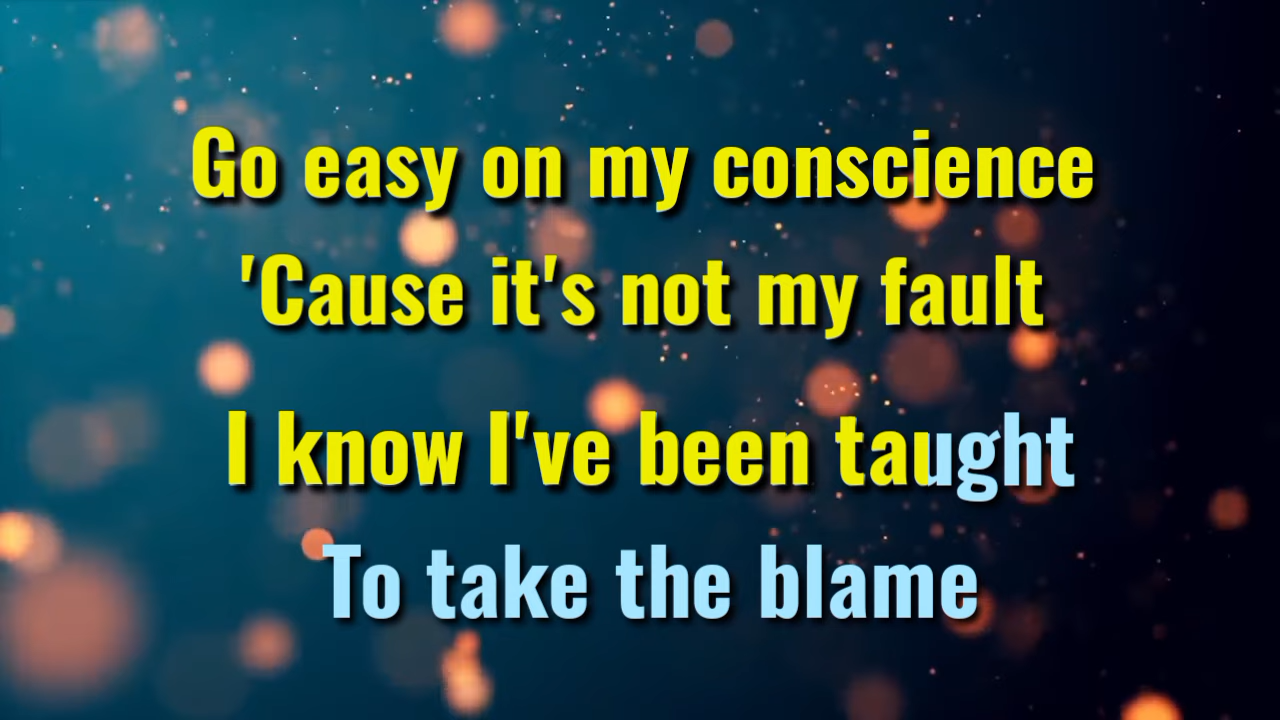 Go easy on my conscience
'Cause it's not my fault
I know I've been taught
To take the blame